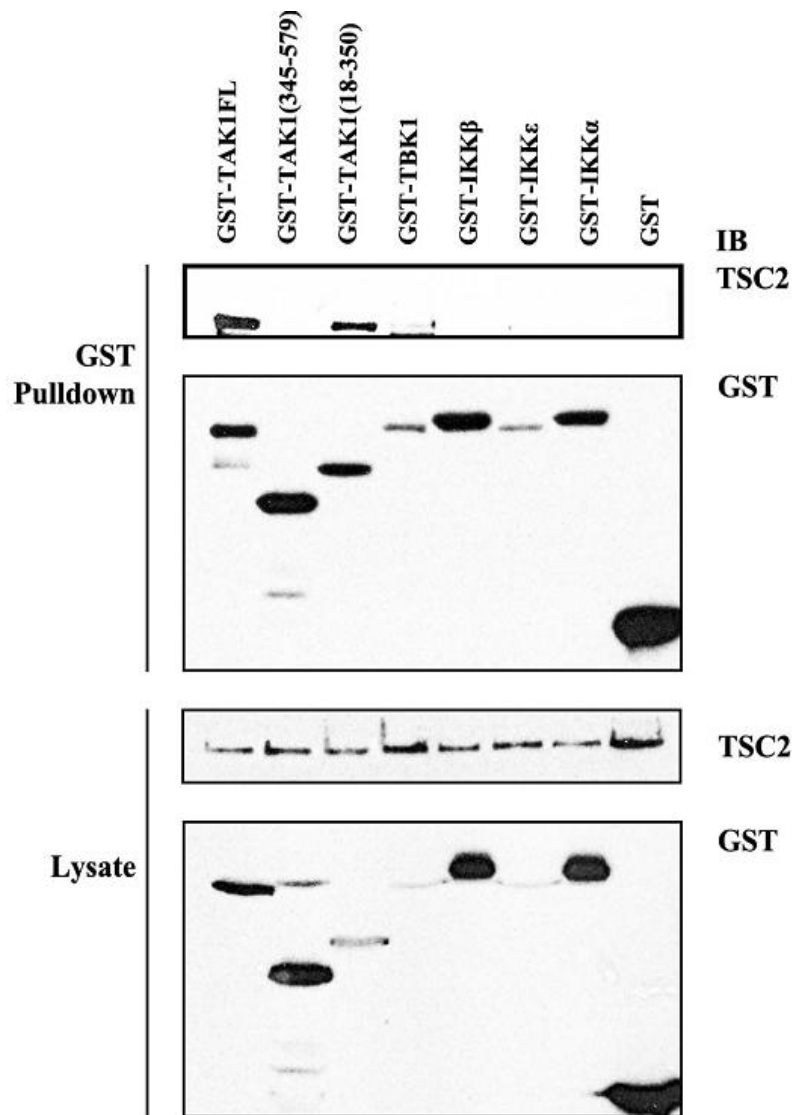 GST-TAK1FL
GST-TAK1(345-579)
GST-TAK1(18-350)
GST-TBK1
GST-IKKβ
GST-IKKε
GST-IKKα
GST
IB
TSC2
GST
Pulldown
GST
TSC2
Lysate
GST